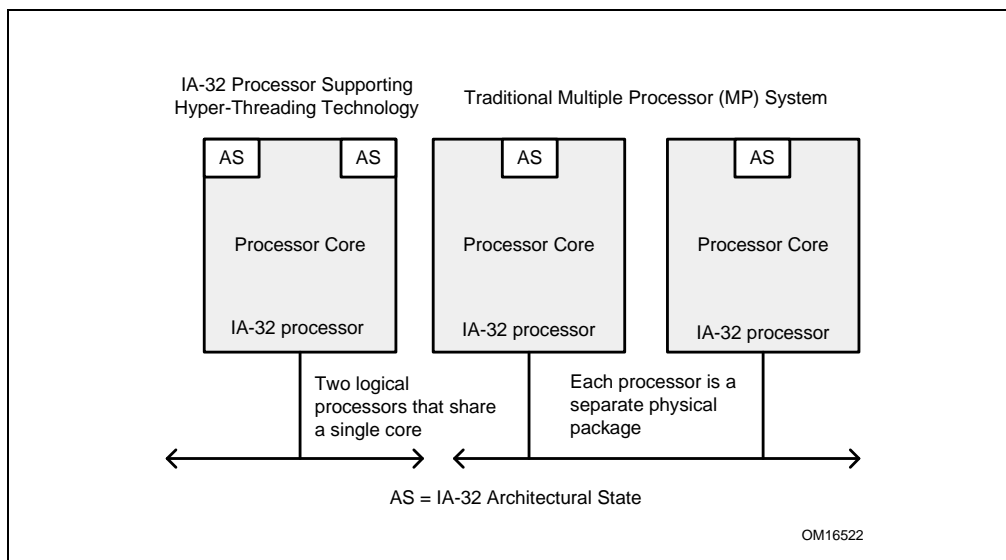 IA-32 Processor Supporting
Hyper-Threading Technology
Traditional Multiple Processor (MP) System
AS
AS
AS
AS
Processor Core
Processor Core
Processor Core
IA-32 processor
IA-32 processor
IA-32 processor
Two logical
processors that share
a single core
Each processor is a
separate physical
package
AS = IA-32 Architectural State
OM16522